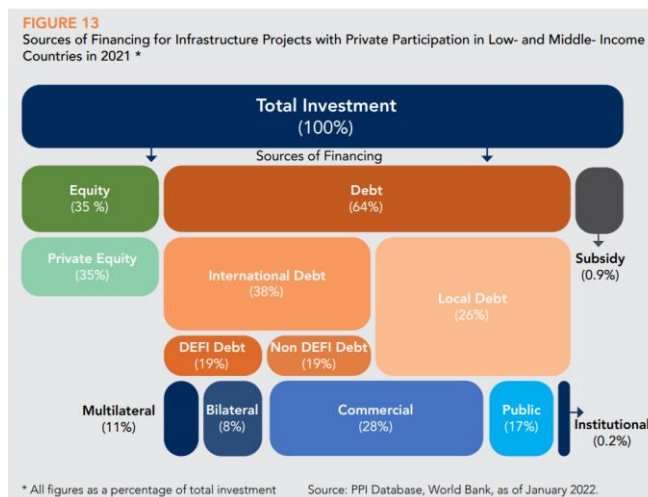 FIGURE 13
Sources of Financing for Infrastructure Projects with Private Participation in Low- and Middle- Income
Countries in 2021 *
Total Investment
(100%)
Sources of Financing
Equity
(35 %)
Debt
(64%)
Subsidy
(0.9%)
Private Equity
(35%)
International Debt
(38%)
Local Debt
(26%)
DEFI Debt
(19%)
Non DEFI Debt
(19%)
Multilateral
(11%)
Bilateral
(8%)
Commercial
(28%)
Public
(17%)
Institutional
(0.2%)
* All figures as a percentage of total investment
Source: PPI Database, World Bank, as of January 2022.